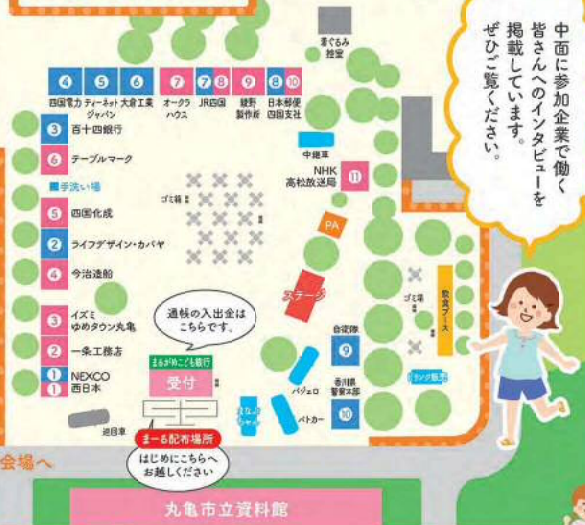 中面に参加企業で働く
皆さんへのインタビューを
掲載しています。
ぜひご覧ください。
着ぐるみ
控室
4 5 6 7 7 8 9 8 10
四国電力
ティーネット
ジャパン
大倉工業
オークラ
ハウス
JR四国
綾野
製作所
日本郵便
四国支社
3 百十四銀行
6 テーブルマーク
手洗い場
5 四国化成
2 ライフデザイン・カバヤ
4 今治造船
3 イズミ
ゆめタウン丸亀
2 一条工務店
1 NEXCO
1 西日本
中継車
NHK
高松放送局
11
ゴミ箱
PA
ステージ
ゴミ箱
飲食ブース
通帳の入出金は
こちらです。
まるがめこども銀行
受付
自衛隊
9
パジェロ
香川県
警察本部
10
パトカー
まなぶ
ちゃん
巡回車
まーる配布場所
はじめにこちらへ
お越しください
会場へ
丸亀市立資料館